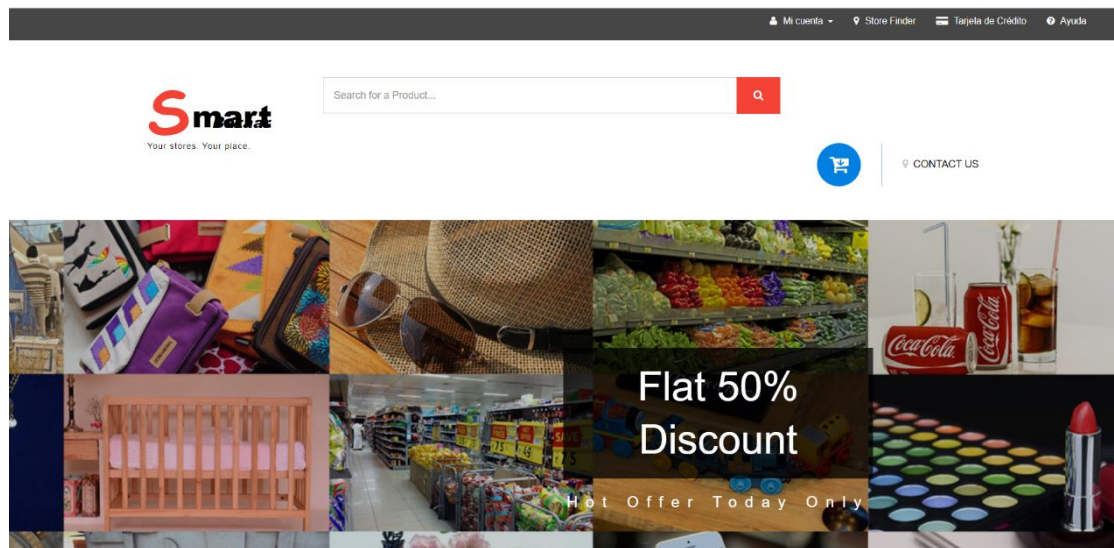 Mi cuenta Store Finder Tarjeta de Crédito Ayuda
Search for a Product...
Smart
Your stores. Your place.
CONTACT US
Coca-Cola
Coca-Cola
SAVE
Flat 50%
Discount
Hot Offer Today Only